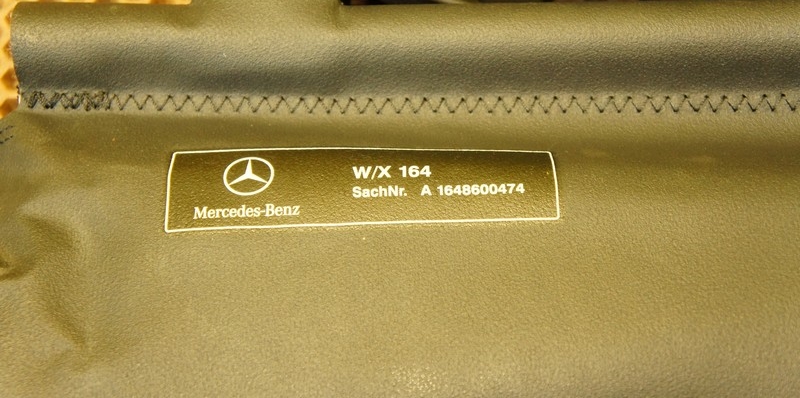 W/X 164
SachNr. A 1648600474
Mercedes-Benz